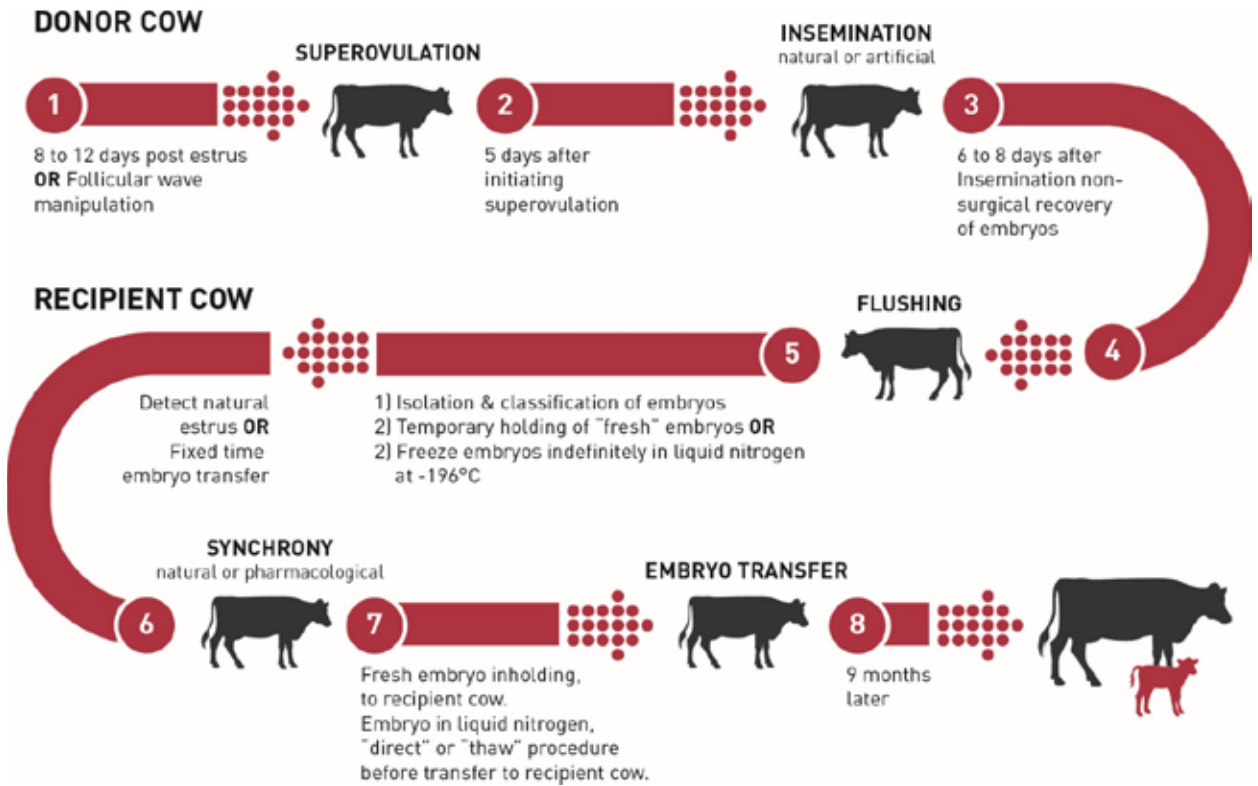 DONOR COW
SUPEROVULATION
INSEMINATION
natural or artificial
1
2
3
8 to 12 days post estrus
OR Follicular wave
manipulation
5 days after
initiating
superovulation
6 to 8 days after
Insemination non-
surgical recovery
of embryos
RECIPIENT COW
FLUSHING
5
4
Detect natural
estrus OR
Fixed time
embryo transfer
1) Isolation & classification of embryos
2) Temporary holding of "fresh" embryos OR
2) Freeze embryos indefinitely in liquid nitrogen
at -196°C
SYNCHRONY
natural or pharmacological
EMBRYO TRANSFER
6
7
8
Fresh embryo inholding,
to recipient cow.
Embryo in liquid nitrogen,
"direct" or "thaw" procedure
before transfer to recipient cow.
9 months
later